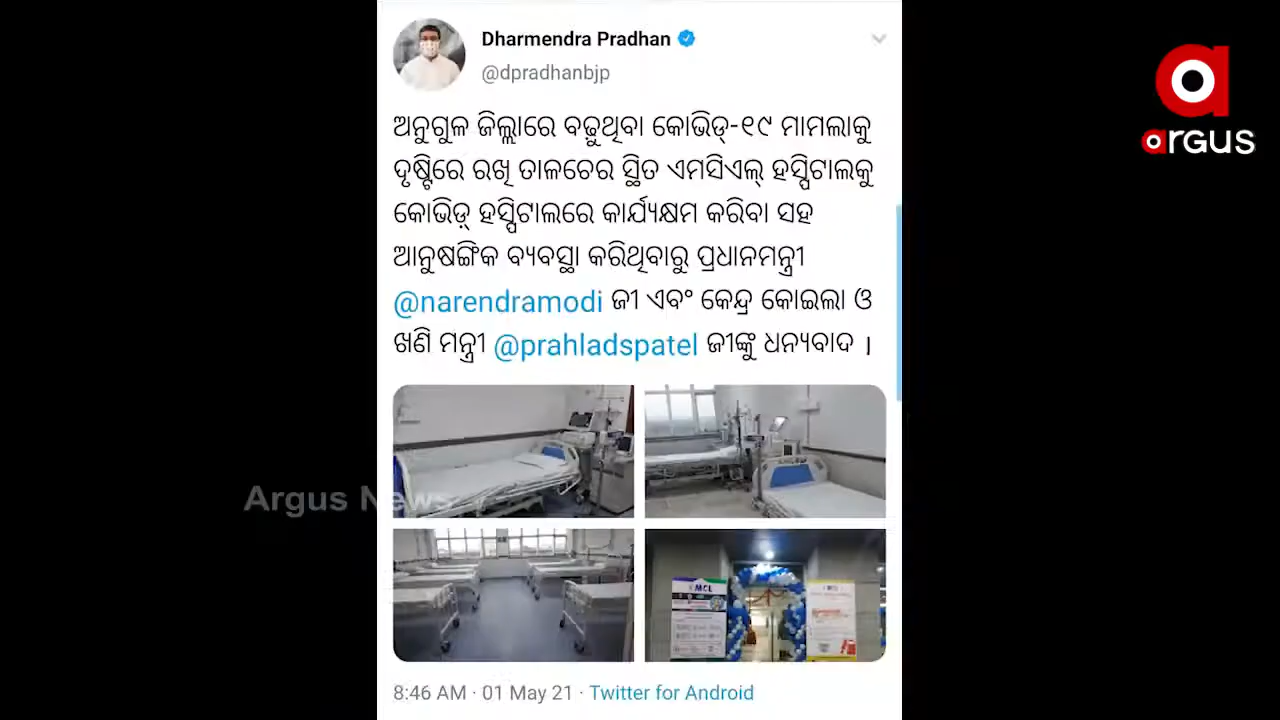 Dharmendra Pradhan
@dpradhanbjp
argus
ଅନୁଗୁଳ ଜିଲ୍ଲାରେ ବଢୁଥିବା କୋଭିଡ୍-୧୯ ମାମଲାକୁ
ଦୃଷ୍ଟିରେ ରଖି ତାଳଚେର ସ୍ଥିତ ଏମସିଏଲ୍ ହସ୍ପିଟାଲକୁ
କୋଭିଡ୍ ହସ୍ପିଟାଲରେ କାର୍ଯ୍ୟକ୍ଷମ କରିବା ସହ
ଆନୁଷଙ୍ଗିକ ବ୍ୟବସ୍ଥା କରିଥିବାରୁ ପ୍ରଧାନମନ୍ତ୍ରୀ
@narendramodi ଜୀ ଏବଂ କେନ୍ଦ୍ର କୋଇଲା ଓ
ଖଣି ମନ୍ତ୍ରୀ @prahladspatel ଜୀଙ୍କୁ ଧନ୍ୟବାଦ ।
Argus News
MCL
8:46 AM · 01 May 21 · Twitter for Android